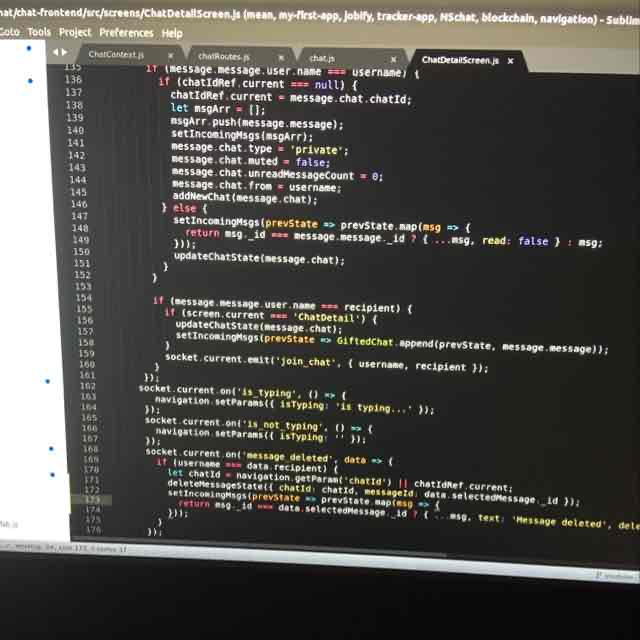 hat/chat-frontend/src/screens/ChatDetailScreen.js (mean, my-first-app, jobify, tracker-app, HSchat, blockchain, navigation) - Sublim
Goto Tools Project Preferences Help
ChatContext.js × chatRoutes.js × chat.js × ChatDetailScreen.js ×
135 if (message.message.user.name === username) {
136 if (chatIdRef.current === null) {
137 chatIdRef.current = message.chat.chatId;
138 let msgArr = [];
139 msgArr.push(message.message);
140 setIncomingMsgs(msgArr);
141 message.chat.type = 'private';
142 message.chat.muted = false;
143 message.chat.unreadMessageCount = 0;
144 message.chat.from = username;
145 addNewChat(message.chat);
146 } else {
147 setIncomingMsgs(prevState => prevState.map(msg => {
148 return msg._id === message.message._id ? { ...msg, read: false } : msg;
149 }));
150 updateChatState(message.chat);
151 }
152 }
153
154 if (message.message.user.name === recipient) {
155 if (screen.current === 'ChatDetail') {
156 updateChatState(message.chat);
157 setIncomingMsgs(prevState => GiftedChat.append(prevState, message.message));
158 }
159 socket.current.emit('join_chat', { username, recipient });
160 }
161 });
162 socket.current.on('is_typing', () => {
163 navigation.setParams({ isTyping: 'is typing...' });
164 });
165 socket.current.on('is_not_typing', () => {
166 navigation.setParams({ isTyping: '' });
167 });
168 socket.current.on('message_deleted', data => {
169 if (username === data.recipient) {
170 let chatId = navigation.getParam('chatId') || chatIdRef.current;
171 deleteMessageState({ chatId: chatId, messageId: data.selectedMessage._id });
172 setIncomingMsgs(prevState => prevState.map(msg => {
173 return msg._id === data.selectedMessage._id ? { ...msg, text: 'Message deleted', dele
174 }));
175 }
176 });